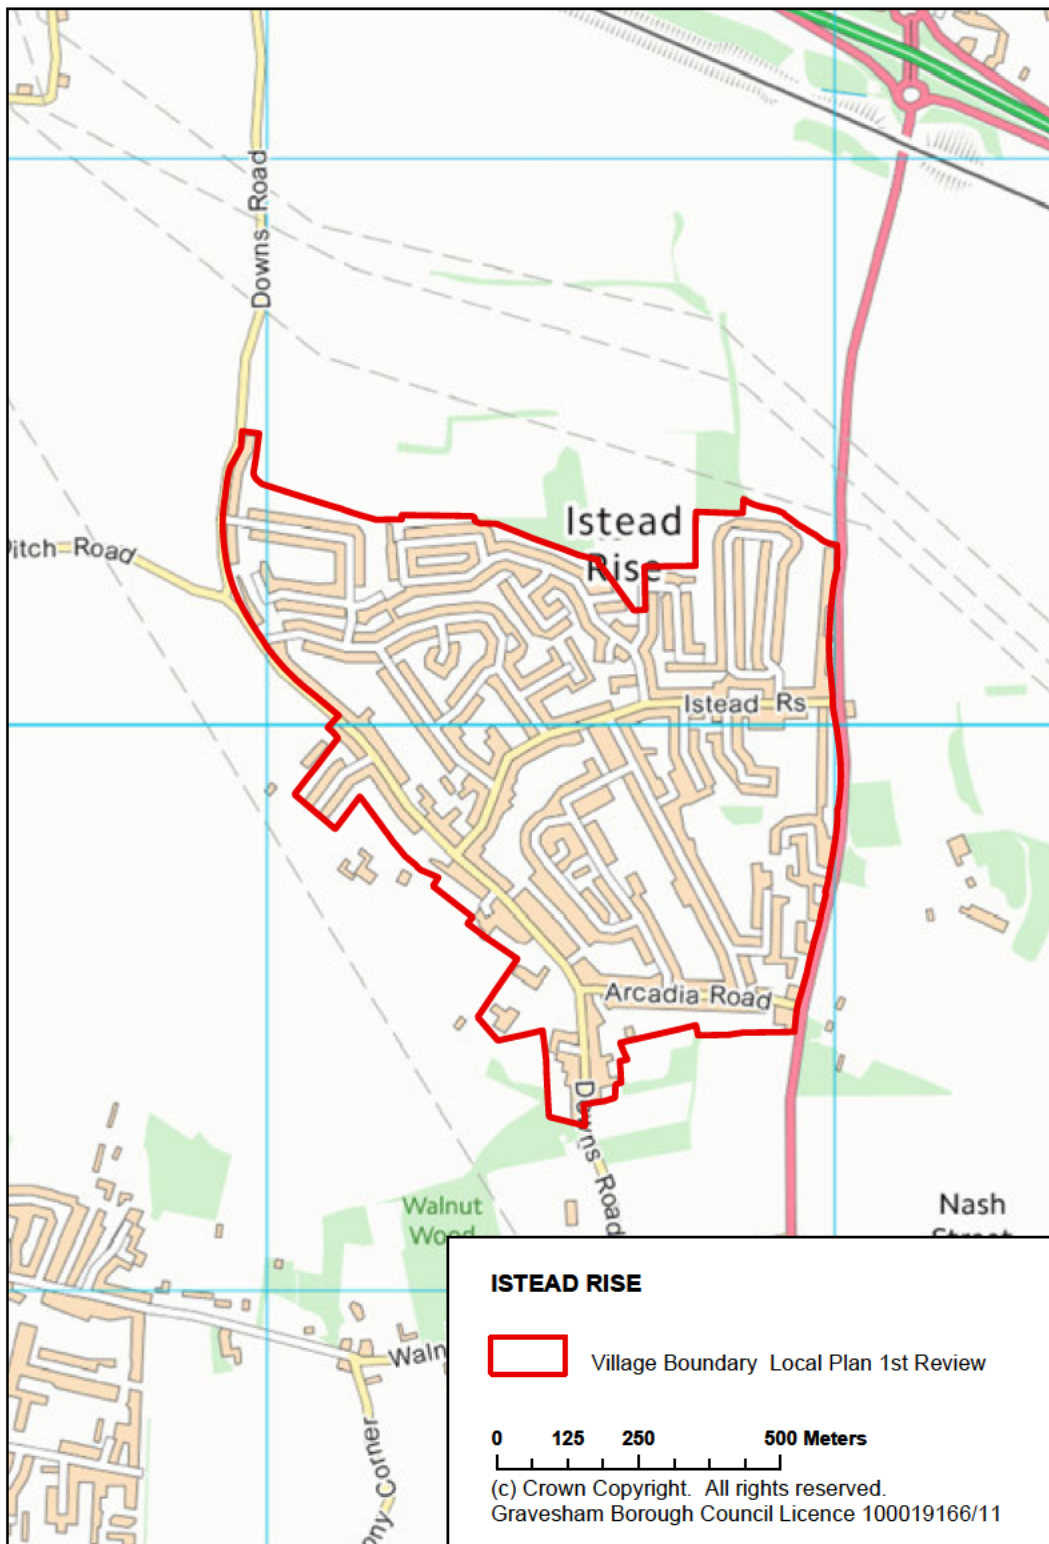 Downs Road
Istead
Rise
Ditch Road
Istead Rs
Arcadia Road
Downs Road
Walnut
Wood
Nash
Street
Waln
ony Corner
ISTEAD RISE
Village Boundary Local Plan 1st Review
0 125 250 500 Meters
(c) Crown Copyright. All rights reserved.
Gravesham Borough Council Licence 100019166/11